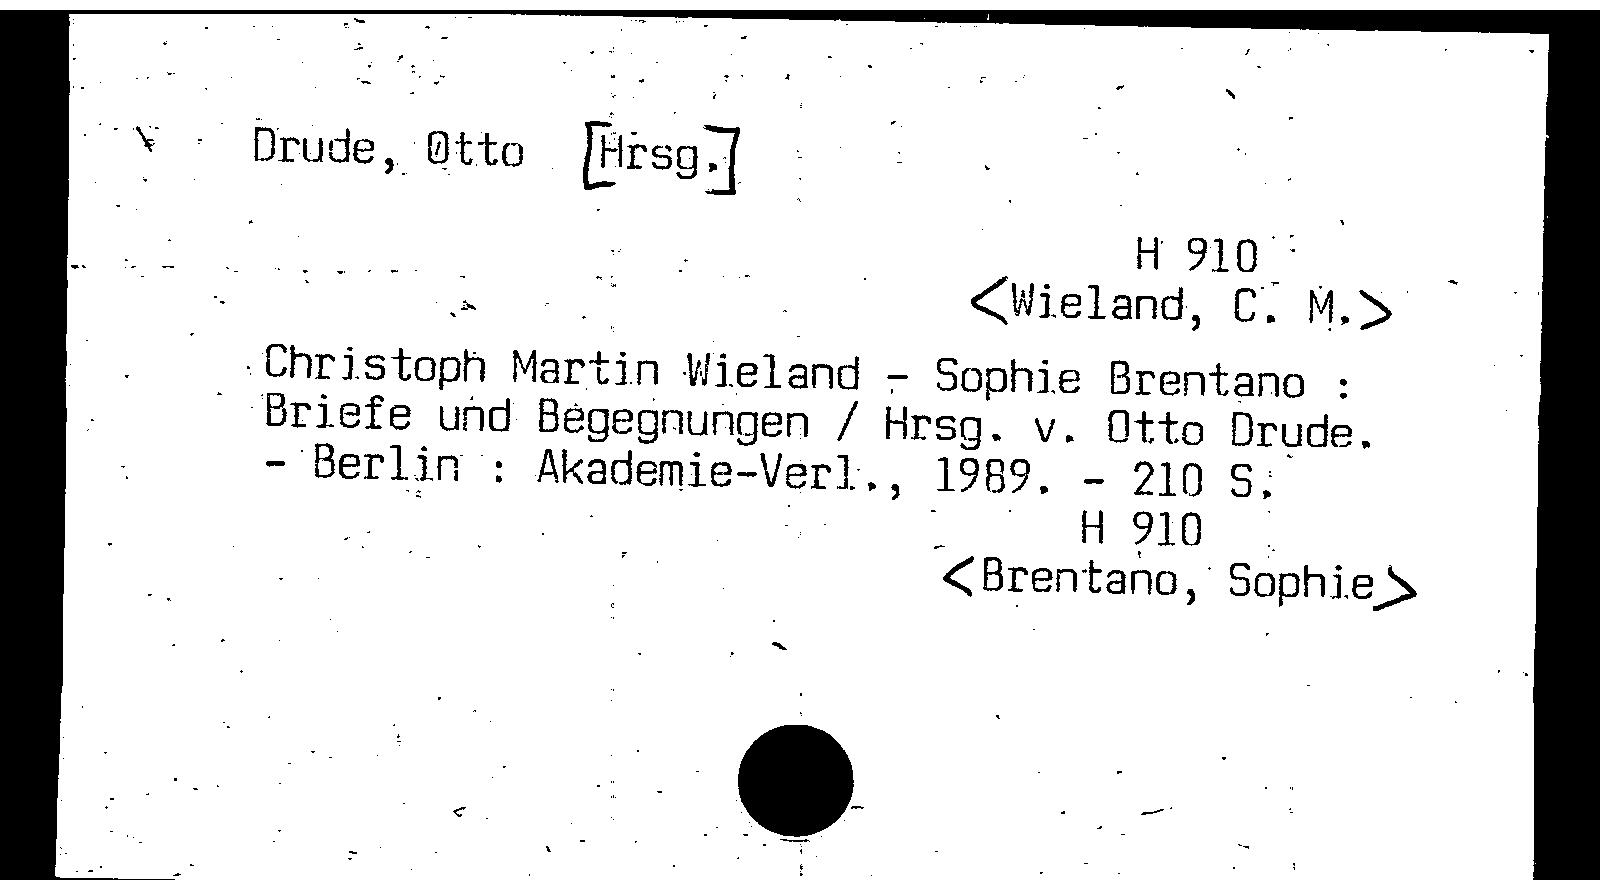 Drude, Otto [Hrsg.]
H 910
<Wieland, C. M.>
Christoph Martin Wieland - Sophie Brentano :
Briefe und Begegnungen / Hrsg. v. Otto Drude.
- Berlin : Akademie-Verl., 1989. - 210 S.
H 910
<Brentano, Sophie>